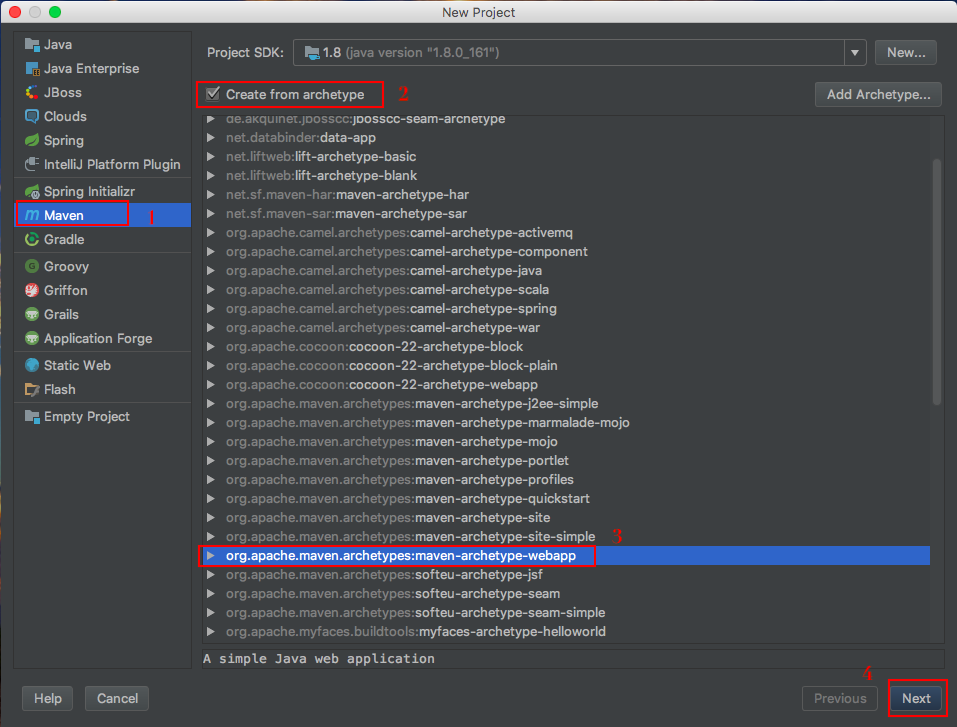 New Project
Java
Java Enterprise
JBoss
Clouds
Spring
IntelliJ Platform Plugin
Spring Initializr
Maven 1
Gradle
Groovy
Griffon
Grails
Application Forge
Static Web
Flash
Empty Project
Project SDK: 1.8 (java version "1.8.0_161") New...
Create from archetype 2 Add Archetype...
de.akquinet.jbosscc:jbosscc-seam-archetype
net.databinder:data-app
net.liftweb:lift-archetype-basic
net.liftweb:lift-archetype-blank
net.sf.maven-har:maven-archetype-har
net.sf.maven-sar:maven-archetype-sar
org.apache.camel.archetypes:camel-archetype-activemq
org.apache.camel.archetypes:camel-archetype-component
org.apache.camel.archetypes:camel-archetype-java
org.apache.camel.archetypes:camel-archetype-scala
org.apache.camel.archetypes:camel-archetype-spring
org.apache.camel.archetypes:camel-archetype-war
org.apache.cocoon:cocoon-22-archetype-block
org.apache.cocoon:cocoon-22-archetype-block-plain
org.apache.cocoon:cocoon-22-archetype-webapp
org.apache.maven.archetypes:maven-archetype-j2ee-simple
org.apache.maven.archetypes:maven-archetype-marmalade-mojo
org.apache.maven.archetypes:maven-archetype-mojo
org.apache.maven.archetypes:maven-archetype-portlet
org.apache.maven.archetypes:maven-archetype-profiles
org.apache.maven.archetypes:maven-archetype-quickstart
org.apache.maven.archetypes:maven-archetype-site
org.apache.maven.archetypes:maven-archetype-site-simple 3
org.apache.maven.archetypes:maven-archetype-webapp
org.apache.maven.archetypes:softeu-archetype-jsf
org.apache.maven.archetypes:softeu-archetype-seam
org.apache.maven.archetypes:softeu-archetype-seam-simple
org.apache.myfaces.buildtools:myfaces-archetype-helloworld
A simple Java web application
4
Help Cancel Previous Next